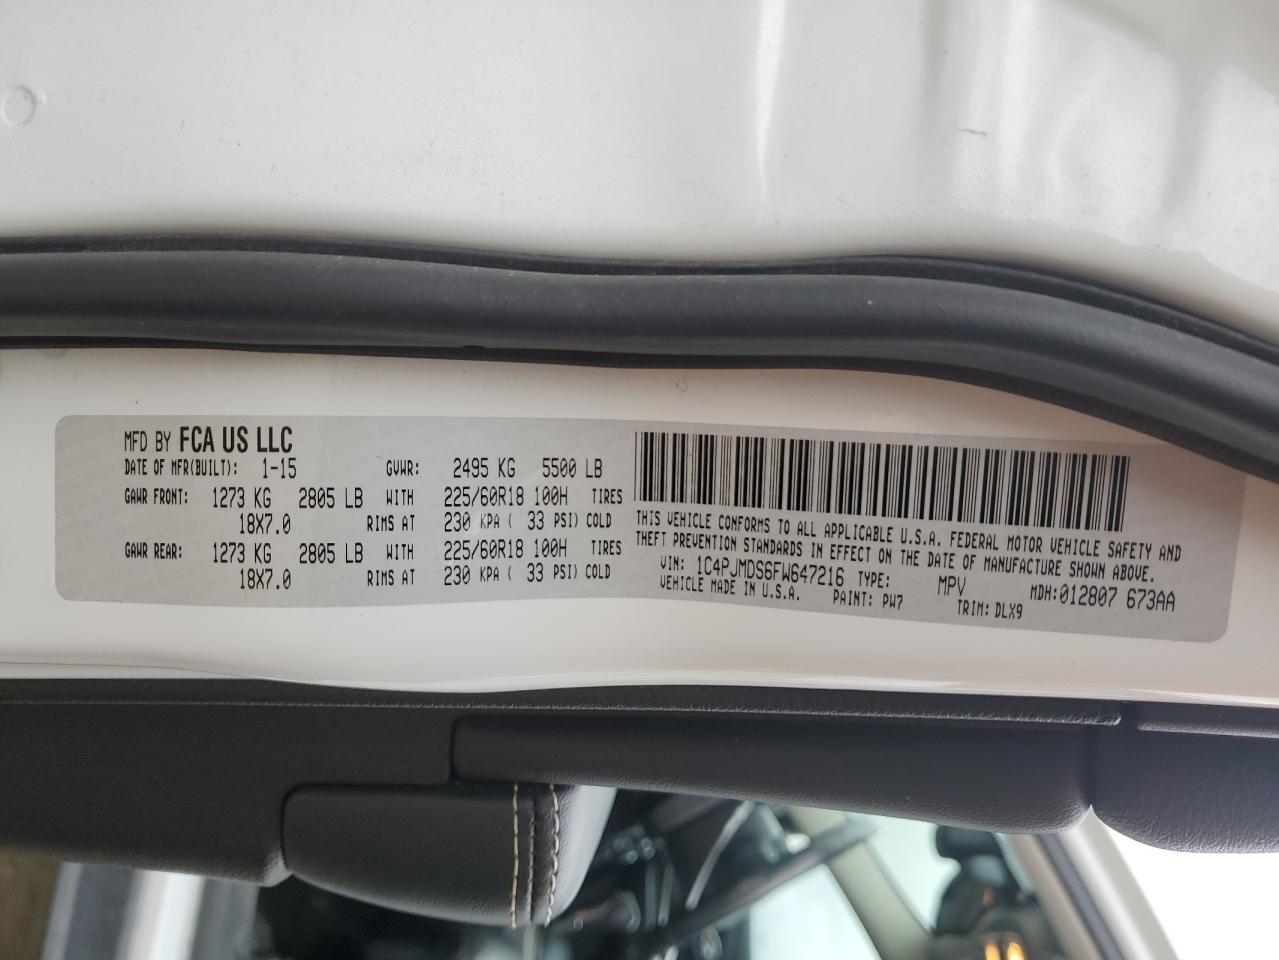 MFD BY FCA US LLC
DATE OF MFR(BUILT): 1-15 GVWR: 2495 KG 5500 LB
GAWR FRONT: 1273 KG 2805 LB WITH 225/60R18 100H TIRES
18X7.0 RIMS AT 230 KPA ( 33 PSI) COLD
GAWR REAR: 1273 KG 2805 LB WITH 225/60R18 100H TIRES
18X7.0 RIMS AT 230 KPA ( 33 PSI) COLD
THIS VEHICLE CONFORMS TO ALL APPLICABLE U.S.A. FEDERAL MOTOR VEHICLE SAFETY AND
THEFT PREVENTION STANDARDS IN EFFECT ON THE DATE OF MANUFACTURE SHOWN ABOVE.
VIN: 1C4PJMDS6FW647216 TYPE: MPV MDH:012807 673AA
VEHICLE MADE IN U.S.A. PAINT: PW7 TRIM: DLX9